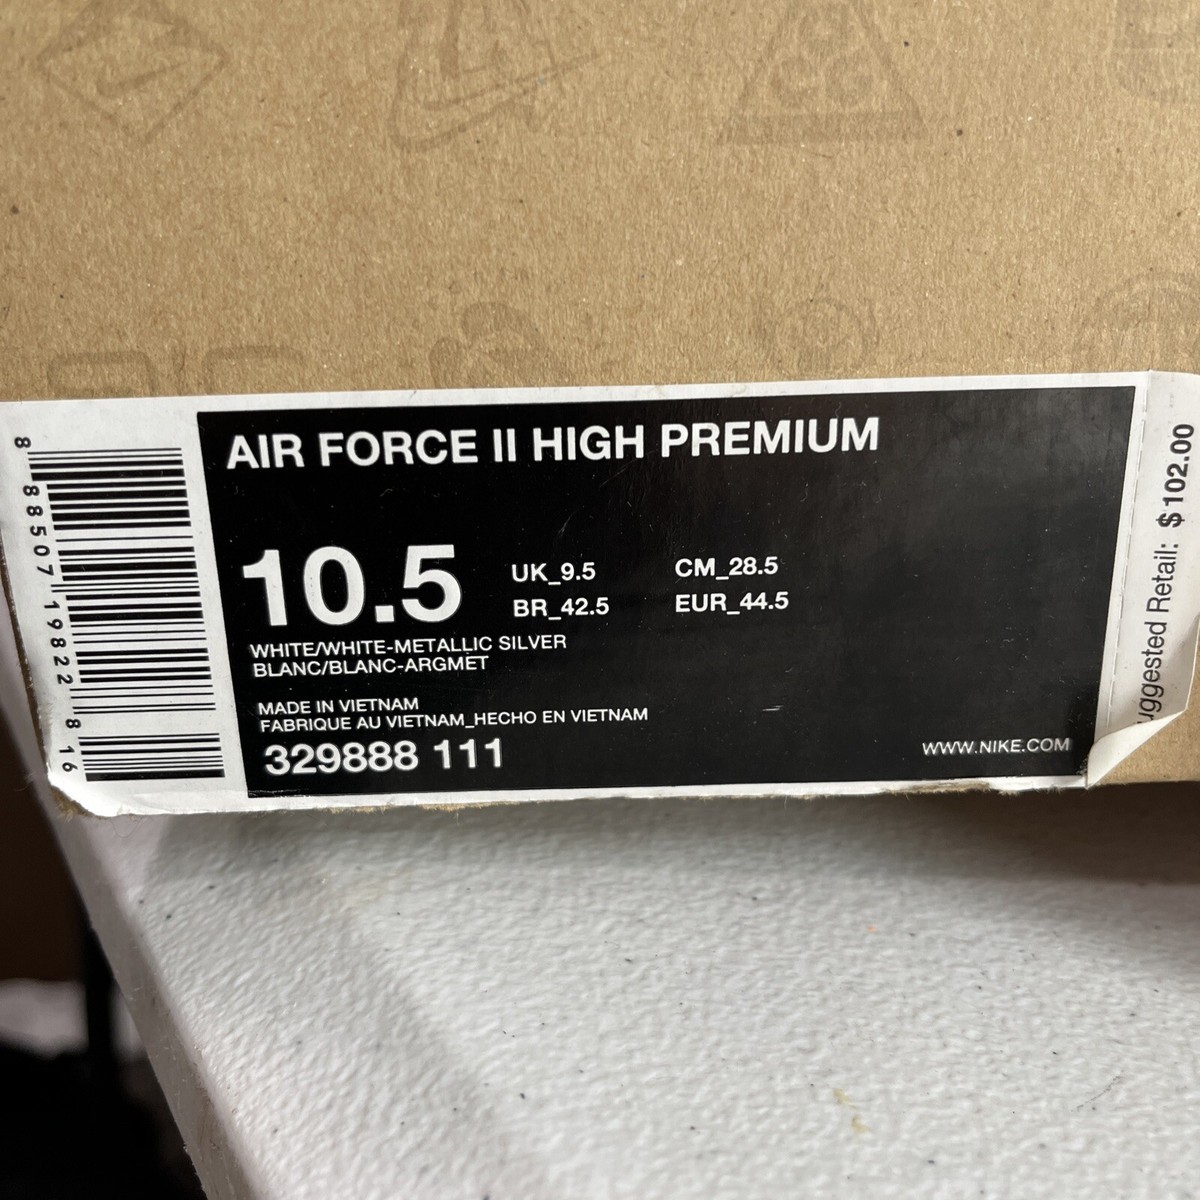 AIR FORCE II HIGH PREMIUM
10.5
UK_9.5 CM_28.5
BR_42.5 EUR_44.5
WHITE/WHITE-METALLIC SILVER
BLANC/BLANC-ARGMET
MADE IN VIETNAM
FABRIQUE AU VIETNAM_HECHO EN VIETNAM
329888 111
WWW.NIKE.COM
8 88507 19822 8 16
uggested Retail: $102.00